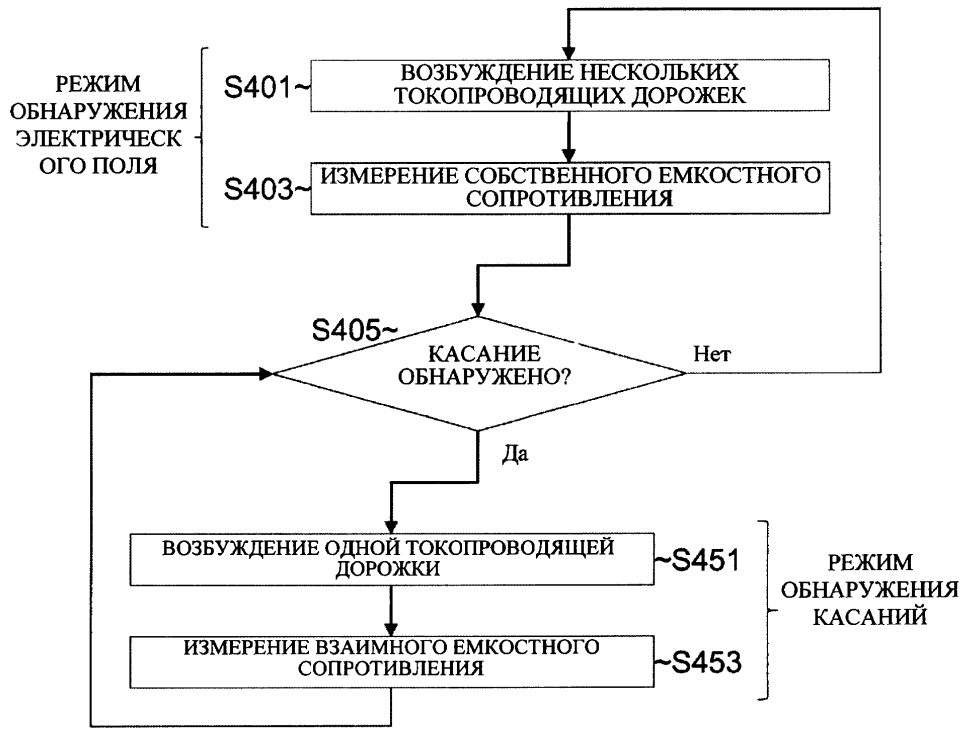 РЕЖИМ
ОБНАРУЖЕНИЯ
ЭЛЕКТРИЧЕСК
ОГО ПОЛЯ
S401~
ВОЗБУЖДЕНИЕ НЕСКОЛЬКИХ
ТОКОПРОВОДЯЩИХ ДОРОЖЕК
S403~
ИЗМЕРЕНИЕ СОБСТВЕННОГО ЕМКОСТНОГО
СОПРОТИВЛЕНИЯ
S405~
КАСАНИЕ
ОБНАРУЖЕНО?
Нет
Да
ВОЗБУЖДЕНИЕ ОДНОЙ ТОКОПРОВОДЯЩЕЙ
ДОРОЖКИ
~S451
ИЗМЕРЕНИЕ ВЗАИМНОГО ЕМКОСТНОГО
СОПРОТИВЛЕНИЯ
~S453
РЕЖИМ
ОБНАРУЖЕНИЯ
КАСАНИЙ